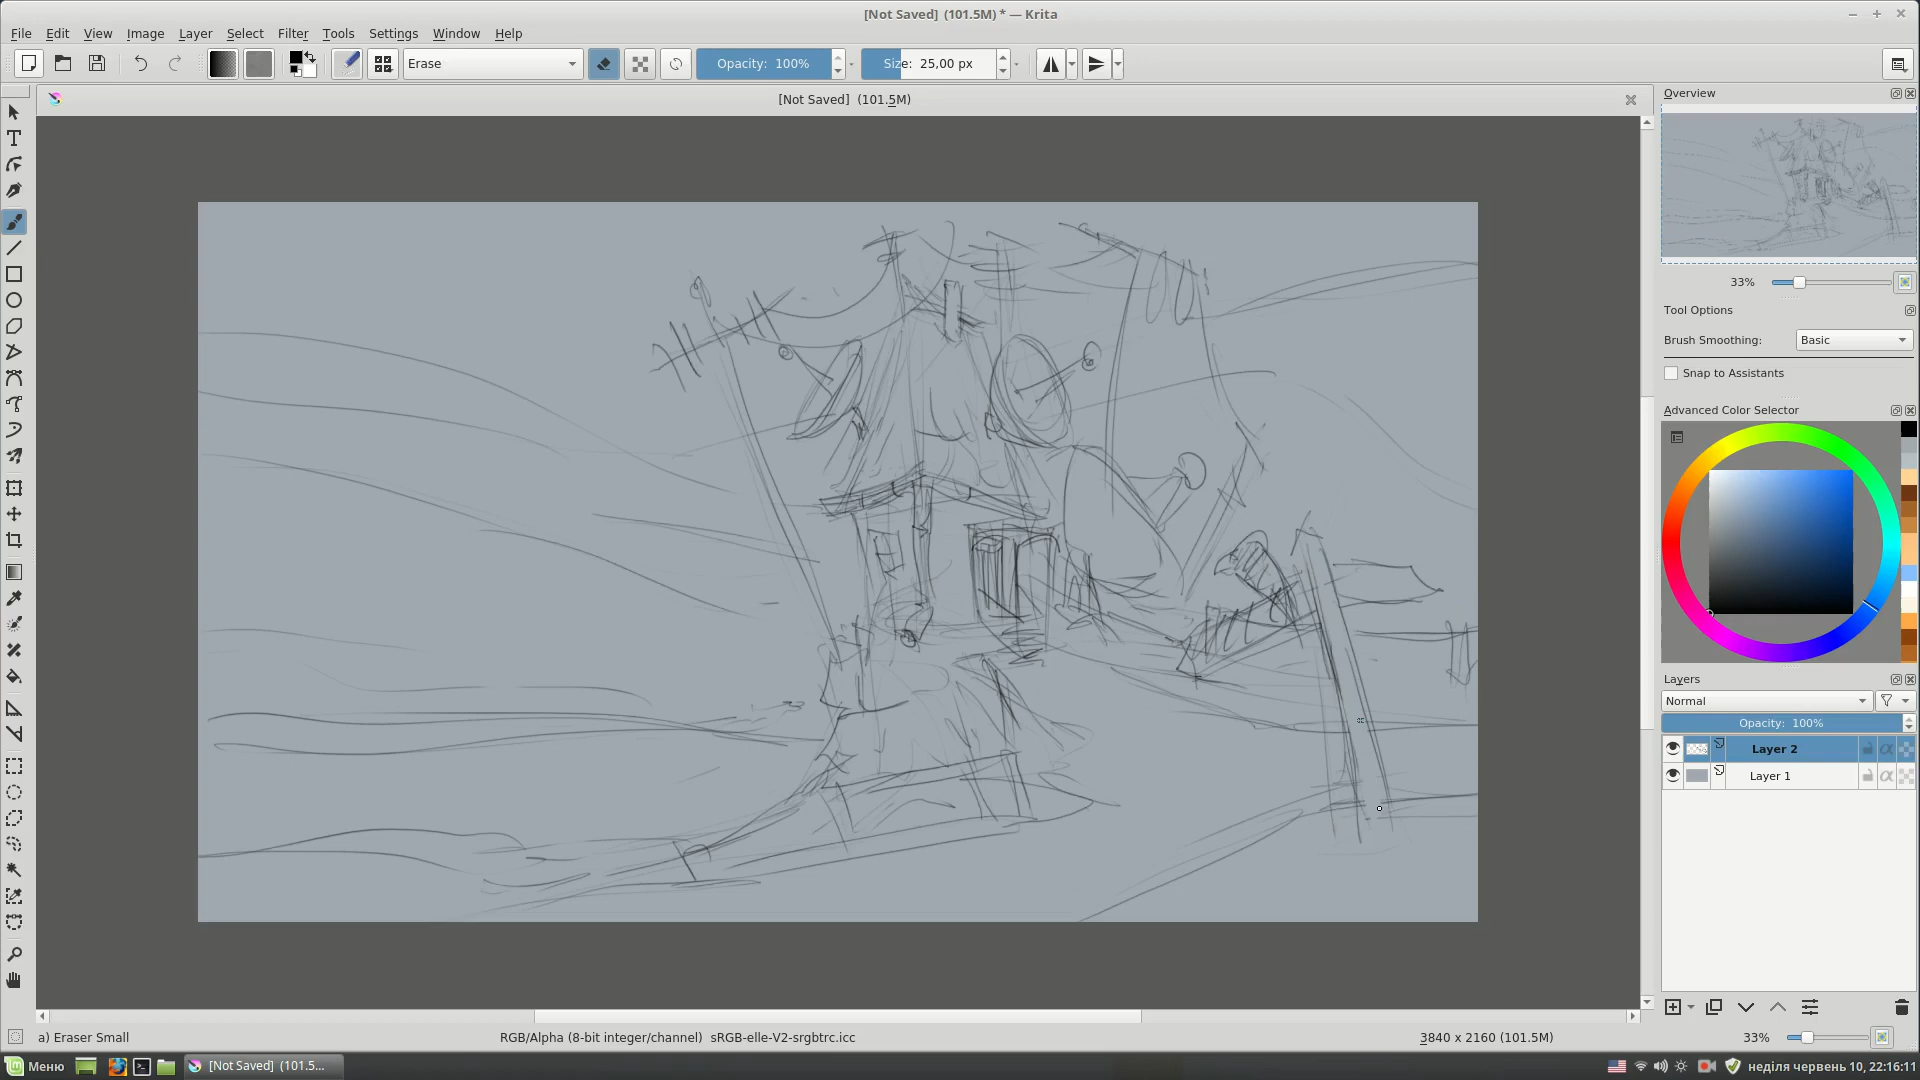 [Not Saved] (101.5M) * — Krita
File Edit View Image Layer Select Filter Tools Settings Window Help
Erase Opacity: 100% Size: 25,00 px
[Not Saved] (101.5M)
Overview
33%
Tool Options
Brush Smoothing: Basic
Snap to Assistants
Advanced Color Selector
Layers
Normal
Opacity: 100%
Layer 2
Layer 1
a) Eraser Small RGB/Alpha (8-bit integer/channel) sRGB-elle-V2-srgbtrc.icc 3840 x 2160 (101.5M) 33%
Меню [Not Saved] (101.5... неділя червень 10, 22:16:11